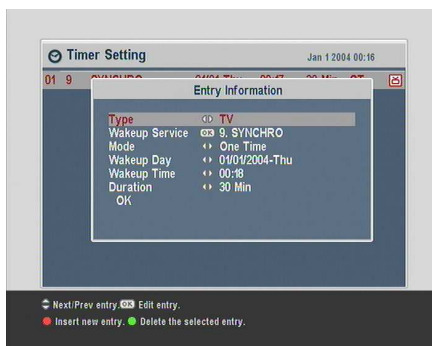 Timer Setting Jan 1 2004 00:16
01 9
Entry Information
Type TV
Wakeup Service OK 9. SYNCHRO
Mode One Time
Wakeup Day 01/01/2004-Thu
Wakeup Time 00:18
Duration 30 Min
OK
Next/Prev entry. OK Edit entry.
Insert new entry. Delete the selected entry.